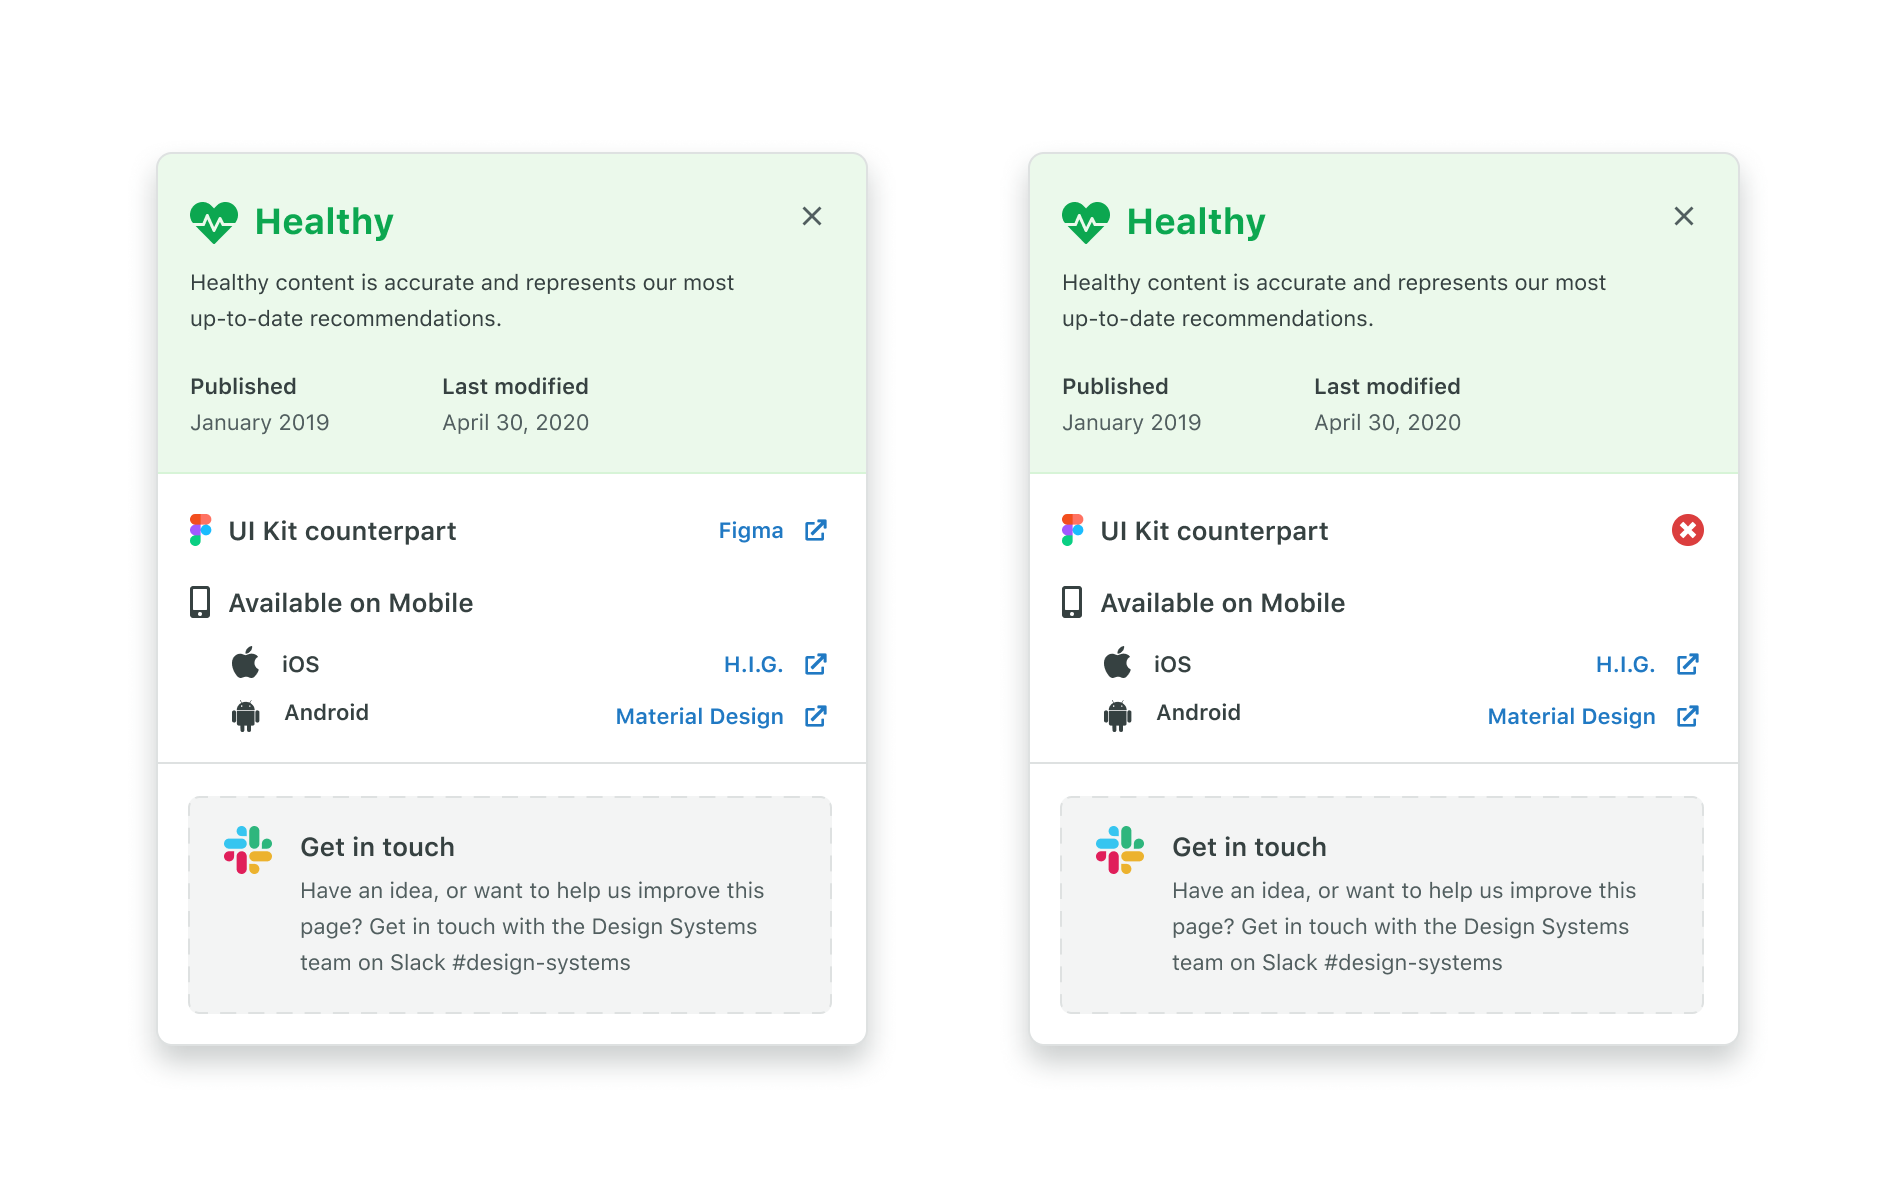 Healthy
Healthy content is accurate and represents our most
up-to-date recommendations.
Published Last modified
January 2019 April 30, 2020
UI Kit counterpart Figma
Available on Mobile
iOS H.I.G.
Android Material Design
Get in touch
Have an idea, or want to help us improve this
page? Get in touch with the Design Systems
team on Slack #design-systems
Healthy
Healthy content is accurate and represents our most
up-to-date recommendations.
Published Last modified
January 2019 April 30, 2020
UI Kit counterpart
Available on Mobile
iOS H.I.G.
Android Material Design
Get in touch
Have an idea, or want to help us improve this
page? Get in touch with the Design Systems
team on Slack #design-systems